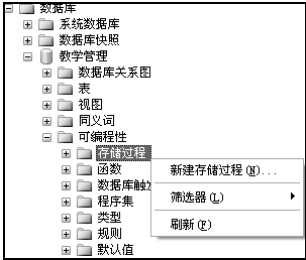 数据库
系统数据库
数据库快照
教学管理
数据库关系图
表
视图
同义词
可编程性
存储过程
新建存储过程(N)...
函数
数据库触
筛选器(L)
程序集
类型
刷新(F)
规则
默认值